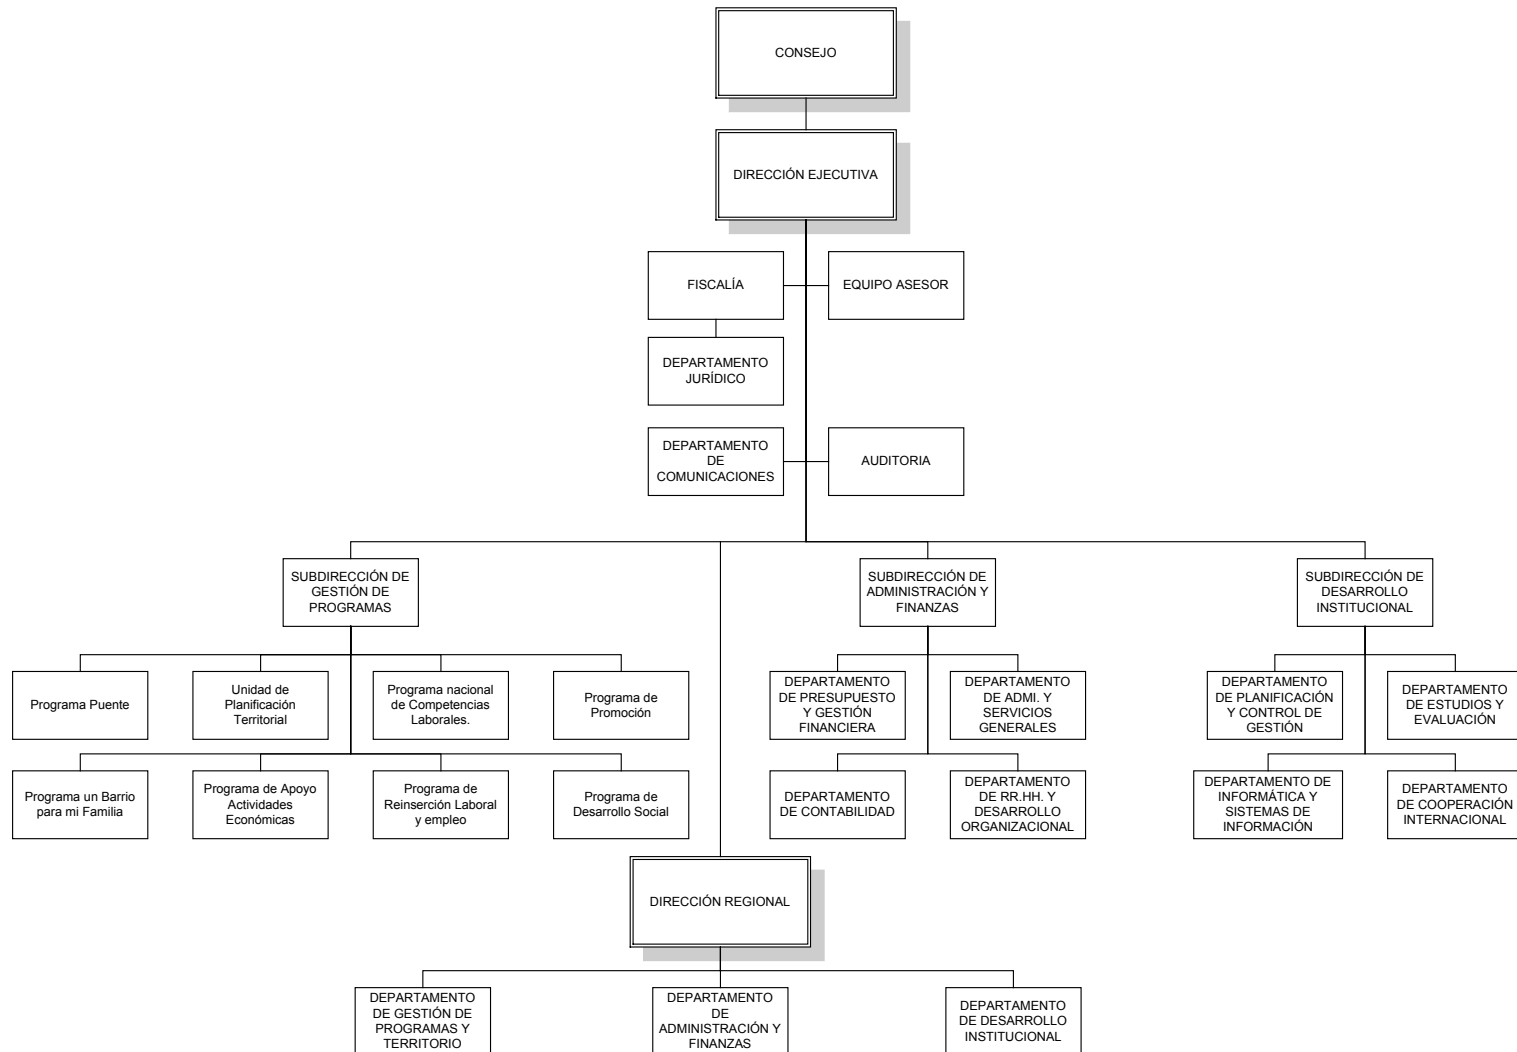 CONSEJO
DIRECCIÓN EJECUTIVA
FISCALÍA
EQUIPO ASESOR
DEPARTAMENTO
JURÍDICO
DEPARTAMENTO
DE
COMUNICACIONES
AUDITORIA
SUBDIRECCIÓN DE
GESTIÓN DE
PROGRAMAS
SUBDIRECCIÓN DE
ADMINISTRACIÓN Y
FINANZAS
SUBDIRECCIÓN DE
DESARROLLO
INSTITUCIONAL
Programa Puente
Unidad de
Planificación
Territorial
Programa nacional
de Competencias
Laborales.
Programa de
Promoción
DEPARTAMENTO
DE PRESUPUESTO
Y GESTIÓN
FINANCIERA
DEPARTAMENTO
DE ADMI. Y
SERVICIOS
GENERALES
DEPARTAMENTO
DE PLANIFICACIÓN
Y CONTROL DE
GESTIÓN
DEPARTAMENTO
DE ESTUDIOS Y
EVALUACIÓN
Programa un Barrio
para mi Familia
Programa de Apoyo
Actividades
Económicas
Programa de
Reinserción Laboral
y empleo
Programa de
Desarrollo Social
DEPARTAMENTO
DE CONTABILIDAD
DEPARTAMENTO
DE RR.HH. Y
DESARROLLO
ORGANIZACIONAL
DEPARTAMENTO DE
INFORMÁTICA Y
SISTEMAS DE
INFORMACIÓN
DEPARTAMENTO
DE COOPERACIÓN
INTERNACIONAL
DIRECCIÓN REGIONAL
DEPARTAMENTO
DE GESTIÓN DE
PROGRAMAS Y
TERRITORIO
DEPARTAMENTO
DE
ADMINISTRACIÓN Y
FINANZAS
DEPARTAMENTO
DE DESARROLLO
INSTITUCIONAL